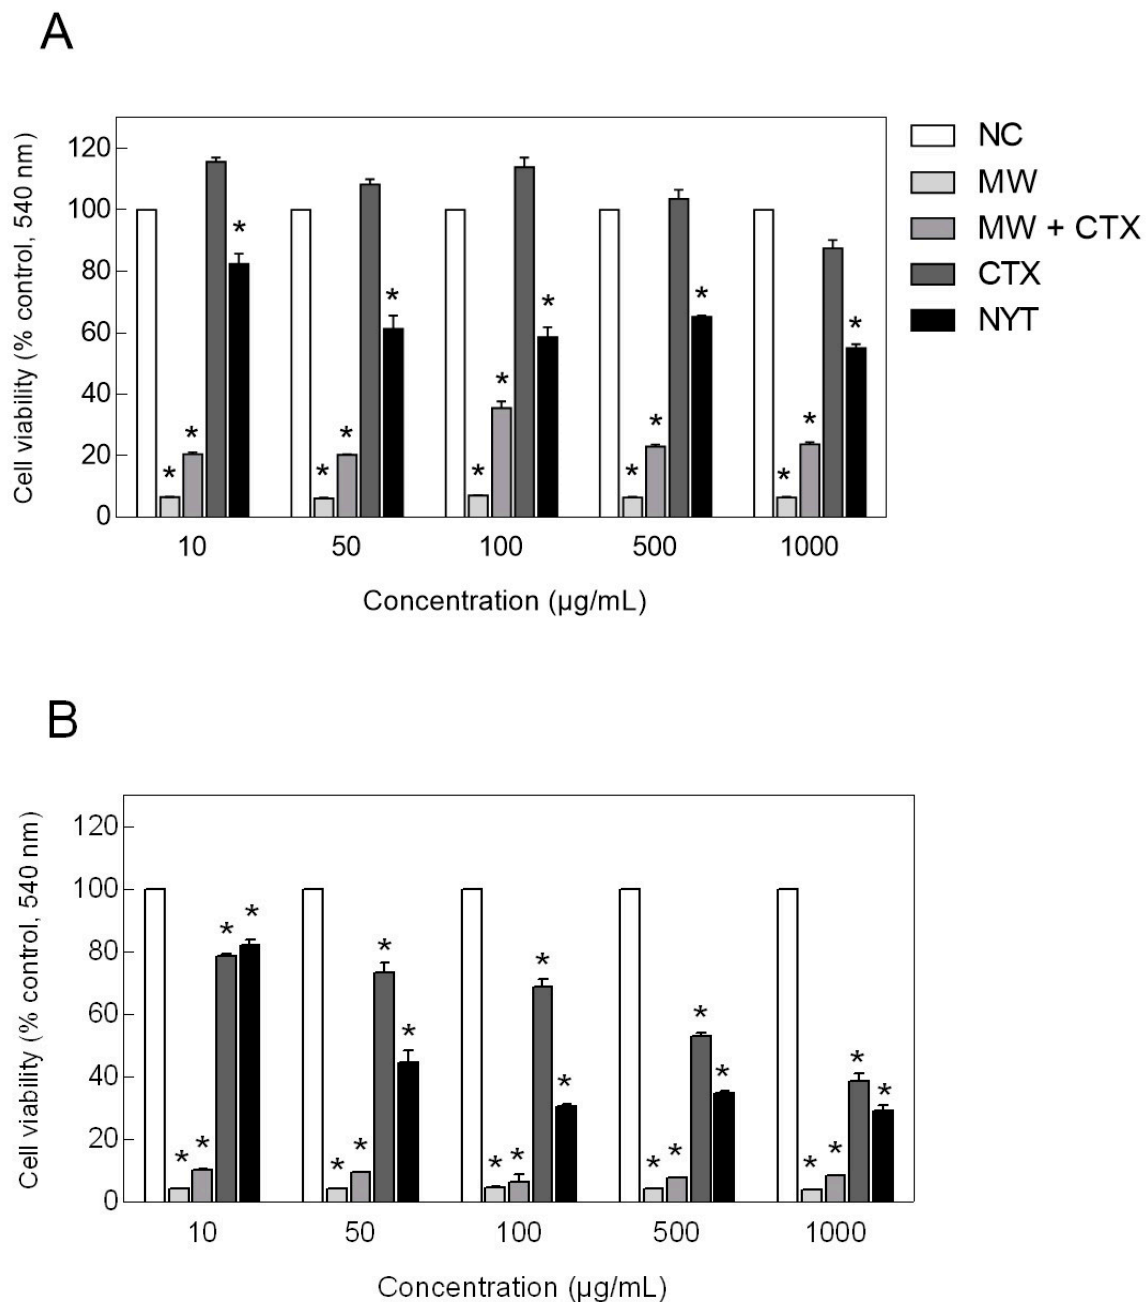 A
Cell viability (% control, 540 nm)
120
100
80
60
40
20
0
* * * *
* * * *
* * * *
* * * *
* * * *
10 50 100 500 1000
Concentration (µg/mL)
NC
MW
MW + CTX
CTX
NYT
B
Cell viability (% control, 540 nm)
120
100
80
60
40
20
0
* * * *
* * * *
* * * *
* * * *
* * * *
10 50 100 500 1000
Concentration (µg/mL)